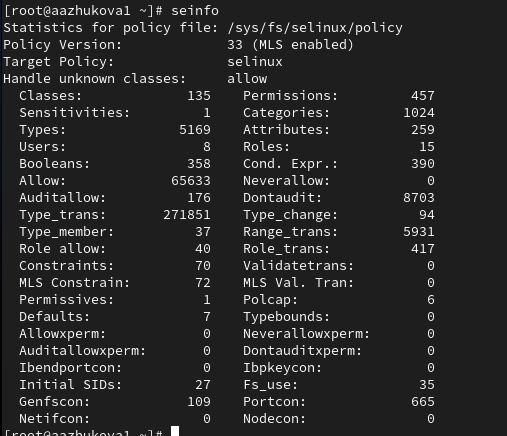 [root@aazhukova1 ~]# seinfo
Statistics for policy file: /sys/fs/selinux/policy
Policy Version:             33 (MLS enabled)
Target Policy:              selinux
Handle unknown classes:     allow
  Classes:             135    Permissions:         457
  Sensitivities:         1    Categories:         1024
  Types:              5169    Attributes:          259
  Users:                 8    Roles:                15
  Booleans:            358    Cond. Expr.:         390
  Allow:             65633    Neverallow:            0
  Auditallow:          176    Dontaudit:          8703
  Type_trans:       271851    Type_change:          94
  Type_member:          37    Range_trans:        5931
  Role allow:           40    Role_trans:          417
  Constraints:          70    Validatetrans:         0
  MLS Constrain:        72    MLS Val. Tran:         0
  Permissives:           1    Polcap:                6
  Defaults:              7    Typebounds:            0
  Allowxperm:            0    Neverallowxperm:       0
  Auditallowxperm:       0    Dontauditxperm:        0
  Ibendportcon:          0    Ibpkeycon:             0
  Initial SIDs:         27    Fs_use:               35
  Genfscon:            109    Portcon:             665
  Netifcon:              0    Nodecon:               0
[root@aazhukova1 ~]#